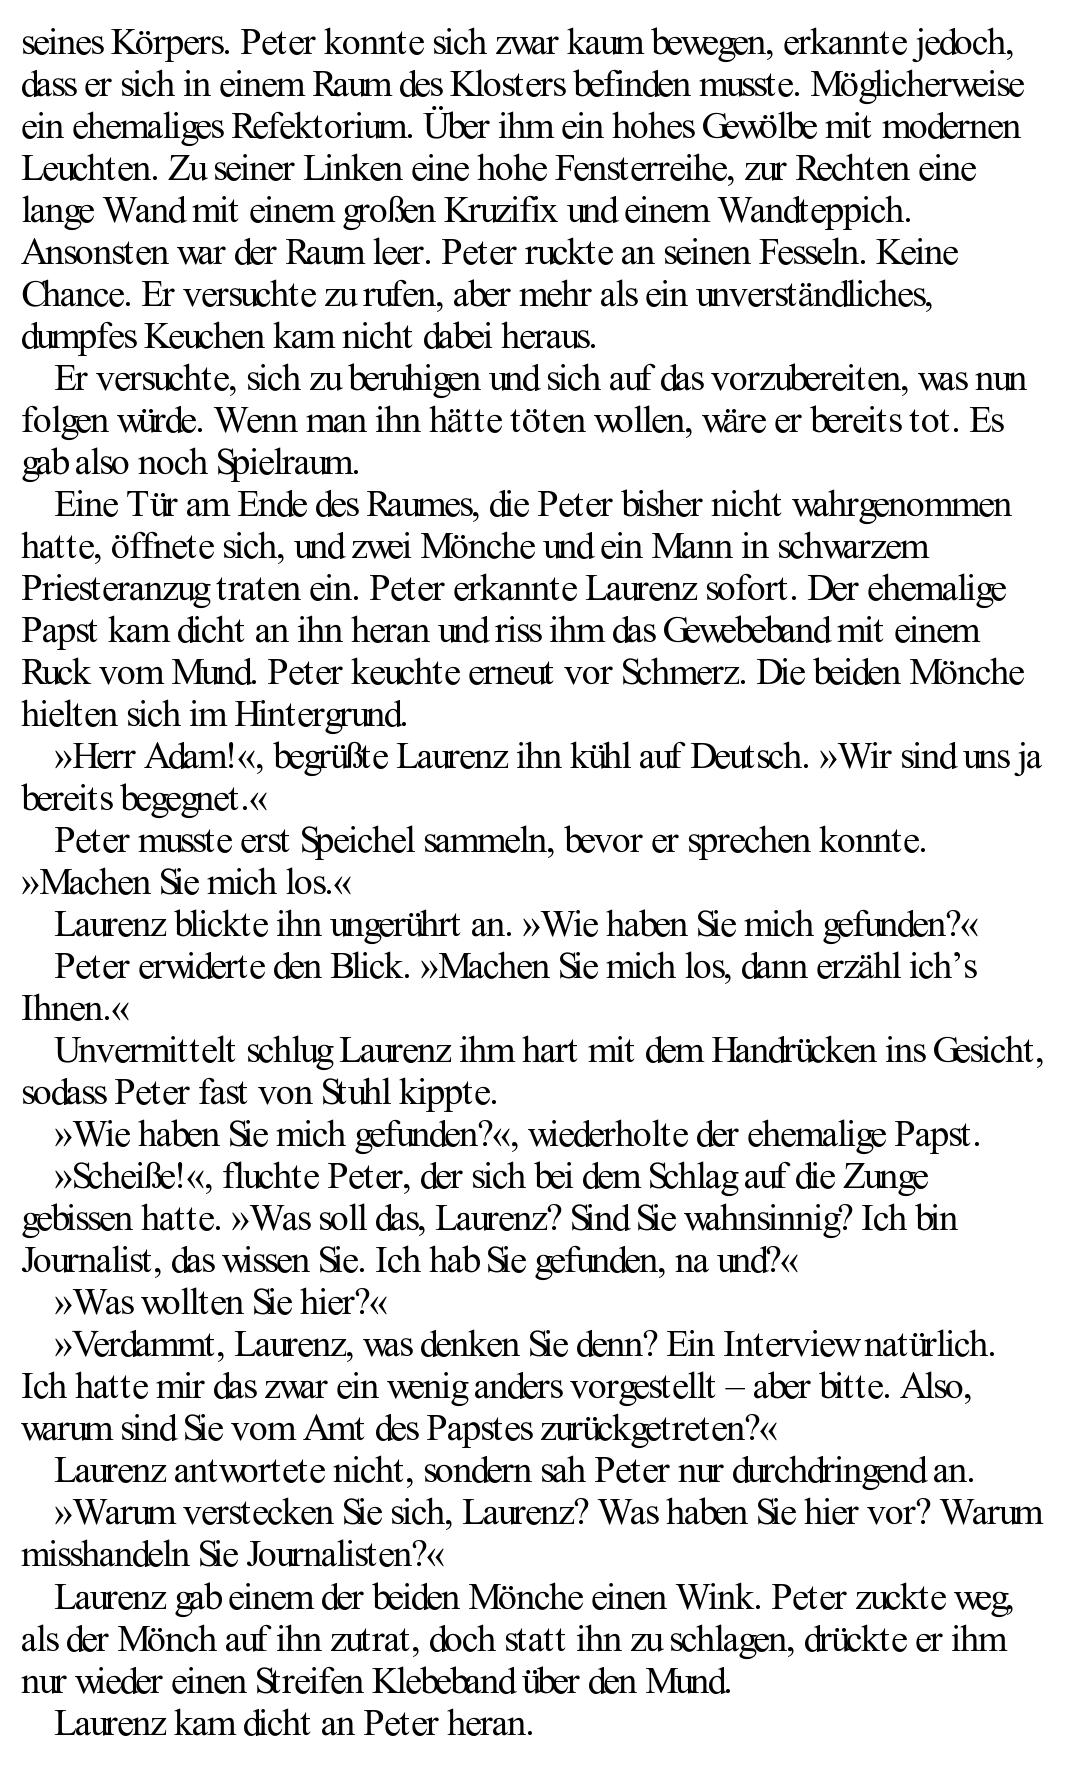 seines Körpers. Peter konnte sich zwar kaum bewegen, erkannte jedoch,
dass er sich in einem Raum des Klosters befinden musste. Möglicherweise
ein ehemaliges Refektorium. Über ihm ein hohes Gewölbe mit modernen
Leuchten. Zu seiner Linken eine hohe Fensterreihe, zur Rechten eine
lange Wand mit einem großen Kruzifix und einem Wandteppich.
Ansonsten war der Raum leer. Peter ruckte an seinen Fesseln. Keine
Chance. Er versuchte zu rufen, aber mehr als ein unverständliches,
dumpfes Keuchen kam nicht dabei heraus.
Er versuchte, sich zu beruhigen und sich auf das vorzubereiten, was nun
folgen würde. Wenn man ihn hätte töten wollen, wäre er bereits tot. Es
gab also noch Spielraum.
Eine Tür am Ende des Raumes, die Peter bisher nicht wahrgenommen
hatte, öffnete sich, und zwei Mönche und ein Mann in schwarzem
Priesteranzug traten ein. Peter erkannte Laurenz sofort. Der ehemalige
Papst kam dicht an ihn heran und riss ihm das Gewebeband mit einem
Ruck vom Mund. Peter keuchte erneut vor Schmerz. Die beiden Mönche
hielten sich im Hintergrund.
»Herr Adam!«, begrüßte Laurenz ihn kühl auf Deutsch. »Wir sind uns ja
bereits begegnet.«
Peter musste erst Speichel sammeln, bevor er sprechen konnte.
»Machen Sie mich los.«
Laurenz blickte ihn ungerührt an. »Wie haben Sie mich gefunden?«
Peter erwiderte den Blick. »Machen Sie mich los, dann erzähl ich’s
Ihnen.«
Unvermittelt schlug Laurenz ihm hart mit dem Handrücken ins Gesicht,
sodass Peter fast von Stuhl kippte.
»Wie haben Sie mich gefunden?«, wiederholte der ehemalige Papst.
»Scheiße!«, fluchte Peter, der sich bei dem Schlag auf die Zunge
gebissen hatte. »Was soll das, Laurenz? Sind Sie wahnsinnig? Ich bin
Journalist, das wissen Sie. Ich hab Sie gefunden, na und?«
»Was wollten Sie hier?«
»Verdammt, Laurenz, was denken Sie denn? Ein Interview natürlich.
Ich hatte mir das zwar ein wenig anders vorgestellt – aber bitte. Also,
warum sind Sie vom Amt des Papstes zurückgetreten?«
Laurenz antwortete nicht, sondern sah Peter nur durchdringend an.
»Warum verstecken Sie sich, Laurenz? Was haben Sie hier vor? Warum
misshandeln Sie Journalisten?«
Laurenz gab einem der beiden Mönche einen Wink. Peter zuckte weg,
als der Mönch auf ihn zutrat, doch statt ihn zu schlagen, drückte er ihm
nur wieder einen Streifen Klebeband über den Mund.
Laurenz kam dicht an Peter heran.